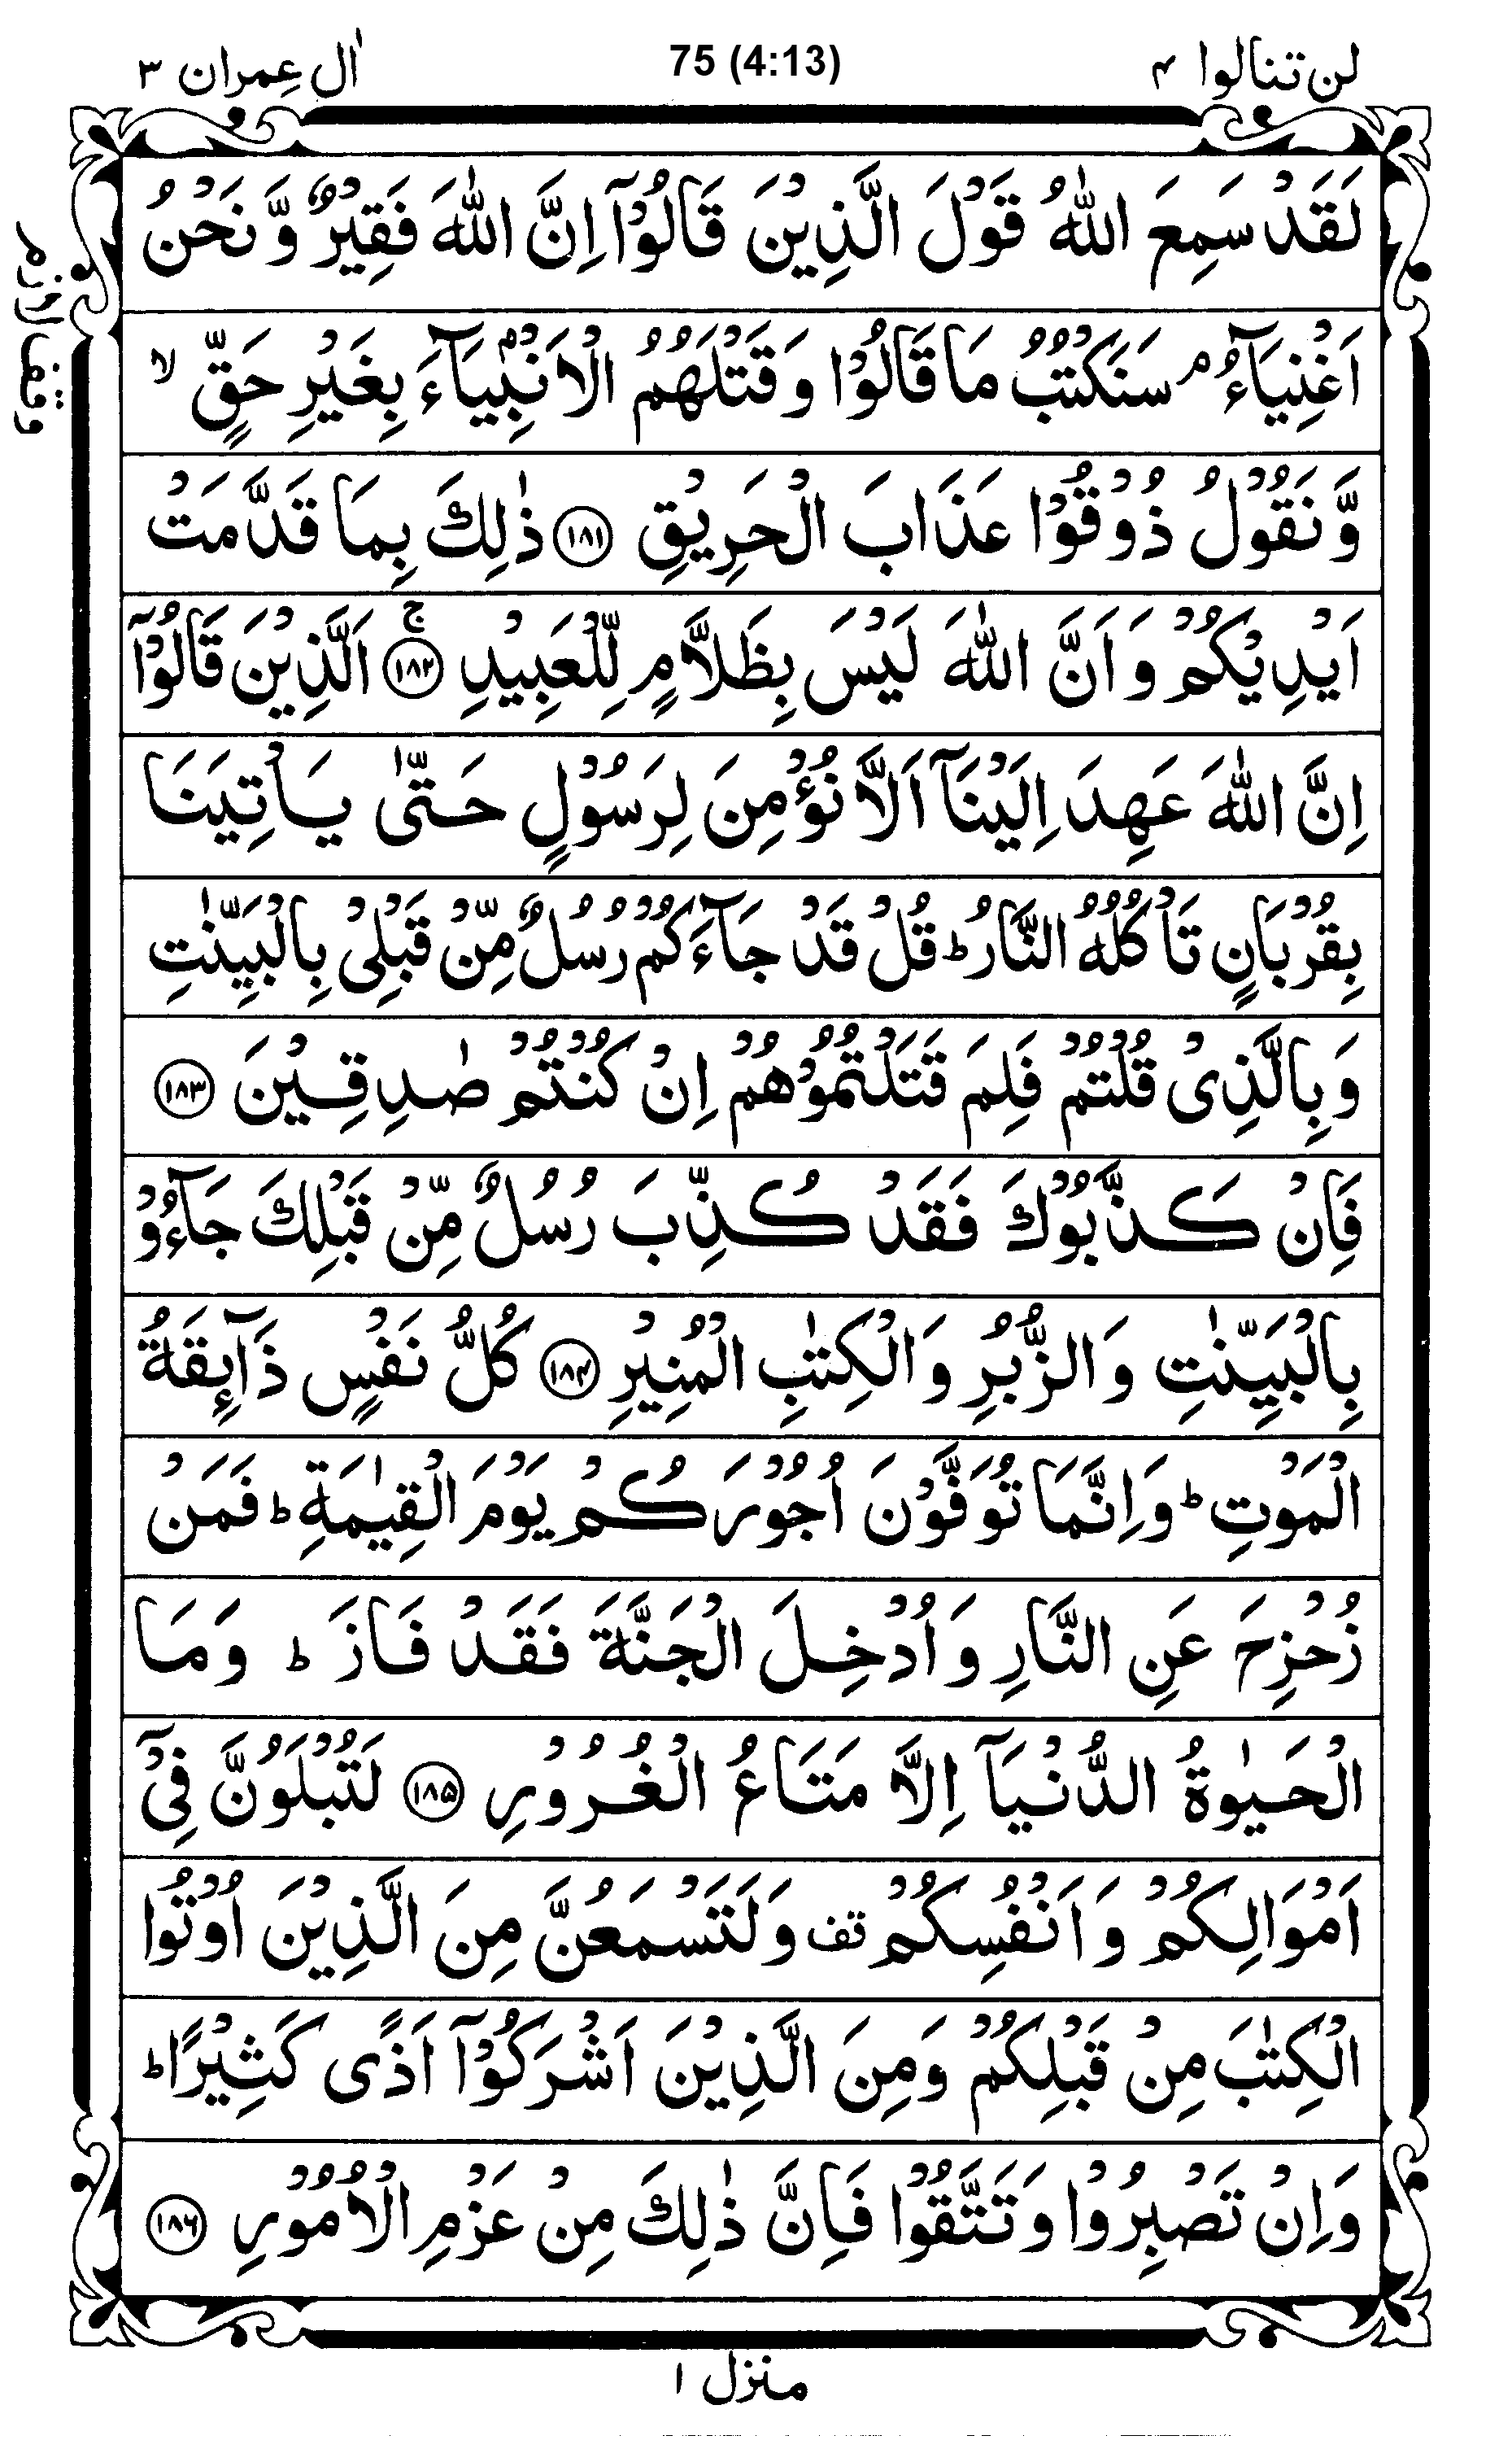 لن تنالوا ۴
75 (4:13)
اٰل عِمرٰن ۳
وقف لازم
لَقَدْ سَمِعَ اللّٰهُ قَوْلَ الَّذِیْنَ قَالُوْۤا اِنَّ اللّٰهَ فَقِیْرٌ وَّ نَحْنُ
اَغْنِیَآءُ ۘ سَنَكْتُبُ مَا قَالُوْا وَ قَتْلَهُمُ الْاَنْۢبِیَآءَ بِغَیْرِ حَقٍّ ۙ
وَّ نَقُوْلُ ذُوْقُوْا عَذَابَ الْحَرِیْقِ ﴿۱۸۱﴾ ذٰلِكَ بِمَا قَدَّمَتْ
اَیْدِیْكُمْ وَ اَنَّ اللّٰهَ لَیْسَ بِظَلَّامٍ لِّلْعَبِیْدِ ۚ﴿۱۸۲﴾ اَلَّذِیْنَ قَالُوْۤا
اِنَّ اللّٰهَ عَهِدَ اِلَیْنَاۤ اَلَّا نُؤْمِنَ لِرَسُوْلٍ حَتّٰی یَاْتِیَنَا
بِقُرْبَانٍ تَاْكُلُهُ النَّارُ ؕ قُلْ قَدْ جَآءَكُمْ رُسُلٌ مِّنْ قَبْلِیْ بِالْبَیِّنٰتِ
وَ بِالَّذِیْ قُلْتُمْ فَلِمَ قَتَلْتُمُوْهُمْ اِنْ كُنْتُمْ صٰدِقِیْنَ ﴿۱۸۳﴾
فَاِنْ كَذَّبُوْكَ فَقَدْ كُذِّبَ رُسُلٌ مِّنْ قَبْلِكَ جَآءُوْ
بِالْبَیِّنٰتِ وَ الزُّبُرِ وَ الْكِتٰبِ الْمُنِیْرِ ﴿۱۸۴﴾ كُلُّ نَفْسٍ ذَآىِٕقَةُ
الْمَوْتِ ؕ وَ اِنَّمَا تُوَفَّوْنَ اُجُوْرَكُمْ یَوْمَ الْقِیٰمَةِ ؕ فَمَنْ
زُحْزِحَ عَنِ النَّارِ وَ اُدْخِلَ الْجَنَّةَ فَقَدْ فَازَ ؕ وَ مَا
الْحَیٰوةُ الدُّنْیَاۤ اِلَّا مَتَاعُ الْغُرُوْرِ ﴿۱۸۵﴾ لَتُبْلَوُنَّ فِیْۤ
اَمْوَالِكُمْ وَ اَنْفُسِكُمْ تف وَ لَتَسْمَعُنَّ مِنَ الَّذِیْنَ اُوْتُوا
الْكِتٰبَ مِنْ قَبْلِكُمْ وَ مِنَ الَّذِیْنَ اَشْرَكُوْۤا اَذًی كَثِیْرًا ؕ
وَ اِنْ تَصْبِرُوْا وَ تَتَّقُوْا فَاِنَّ ذٰلِكَ مِنْ عَزْمِ الْاُمُوْرِ ﴿۱۸۶﴾
منزل ۱